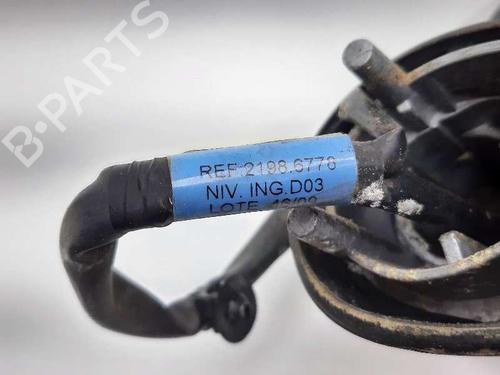 B-PARTS
REF:2198.6778
NIV. ING.D03
LOTE